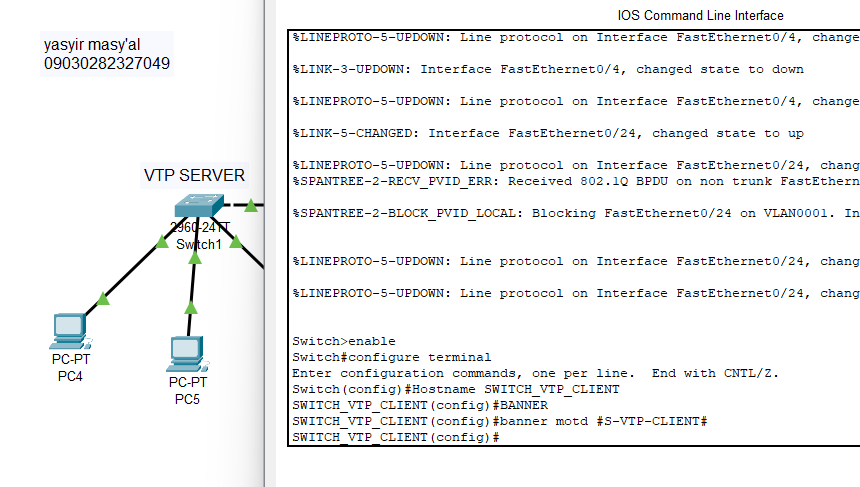 yasyir masy'al
09030282327049
VTP SERVER
2960-24TT
Switch1
PC-PT
PC4
PC-PT
PC5
IOS Command Line Interface
%LINEPROTO-5-UPDOWN: Line protocol on Interface FastEthernet0/4, change
%LINK-3-UPDOWN: Interface FastEthernet0/4, changed state to down
%LINEPROTO-5-UPDOWN: Line protocol on Interface FastEthernet0/4, change
%LINK-5-CHANGED: Interface FastEthernet0/24, changed state to up
%LINEPROTO-5-UPDOWN: Line protocol on Interface FastEthernet0/24, chang
%SPANTREE-2-RECV_PVID_ERR: Received 802.1Q BPDU on non trunk FastEthern
%SPANTREE-2-BLOCK_PVID_LOCAL: Blocking FastEthernet0/24 on VLAN0001. In
%LINEPROTO-5-UPDOWN: Line protocol on Interface FastEthernet0/24, chang
%LINEPROTO-5-UPDOWN: Line protocol on Interface FastEthernet0/24, chang
Switch>enable
Switch#configure terminal
Enter configuration commands, one per line.  End with CNTL/Z.
Switch(config)#Hostname SWITCH_VTP_CLIENT
SWITCH_VTP_CLIENT(config)#BANNER
SWITCH_VTP_CLIENT(config)#banner motd #S-VTP-CLIENT#
SWITCH_VTP_CLIENT(config)#